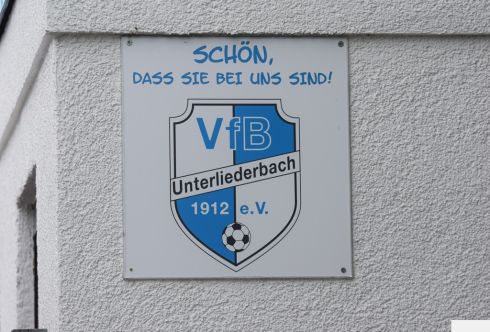 SCHÖN,
DASS SIE BEI UNS SIND!
VfB
Unterliederbach
1912 e.V.